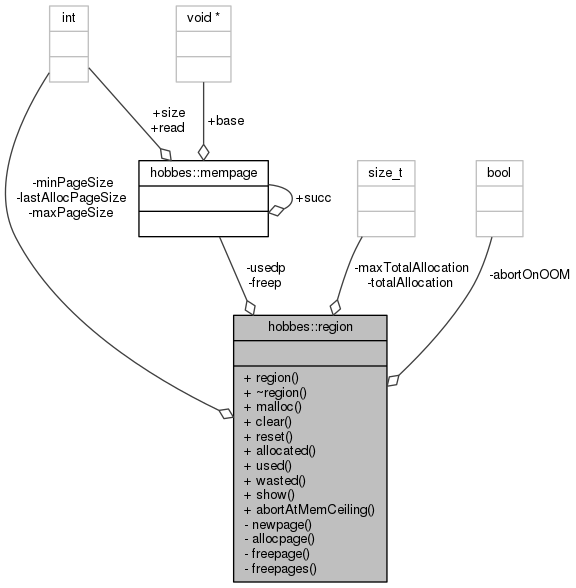 int
void *
+size
+read
+base
hobbes::mempage
size_t
bool
-minPageSize
-lastAllocPageSize
-maxPageSize
+succ
-usedp
-freep
-maxTotalAllocation
-totalAllocation
-abortOnOOM
hobbes::region
+ region()
+ ~region()
+ malloc()
+ clear()
+ reset()
+ allocated()
+ used()
+ wasted()
+ show()
+ abortAtMemCeiling()
- newpage()
- allocpage()
- freepage()
- freepages()